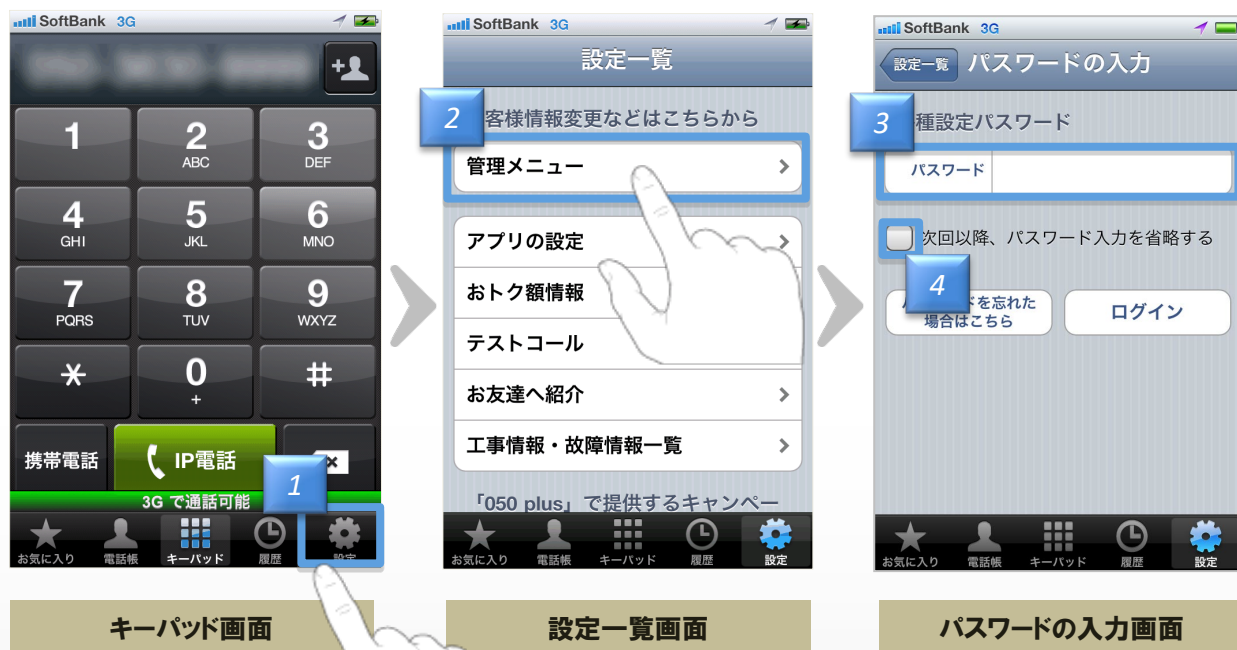 SoftBank 3G
1
2
ABC
3
DEF
4
GHI
5
JKL
6
MNO
7
PQRS
8
TUV
9
WXYZ
0
+
#
携帯電話
IP電話
1
3G で通話可能
お気に入り
電話帳
キーパッド
履歴
設定
キーパッド画面
SoftBank 3G
設定一覧
2
客様情報変更などはこちらから
管理メニュー
アプリの設定
おトク額情報
テストコール
お友達へ紹介
工事情報・故障情報一覧
「050 plus」で提供するキャンペー
お気に入り
電話帳
キーパッド
履歴
設定
設定一覧画面
SoftBank 3G
設定一覧
パスワードの入力
3
種設定パスワード
パスワード
次回以降、パスワード入力を省略する
4
ドを忘れた
場合はこちら
ログイン
お気に入り
電話帳
キーパッド
履歴
設定
パスワードの入力画面